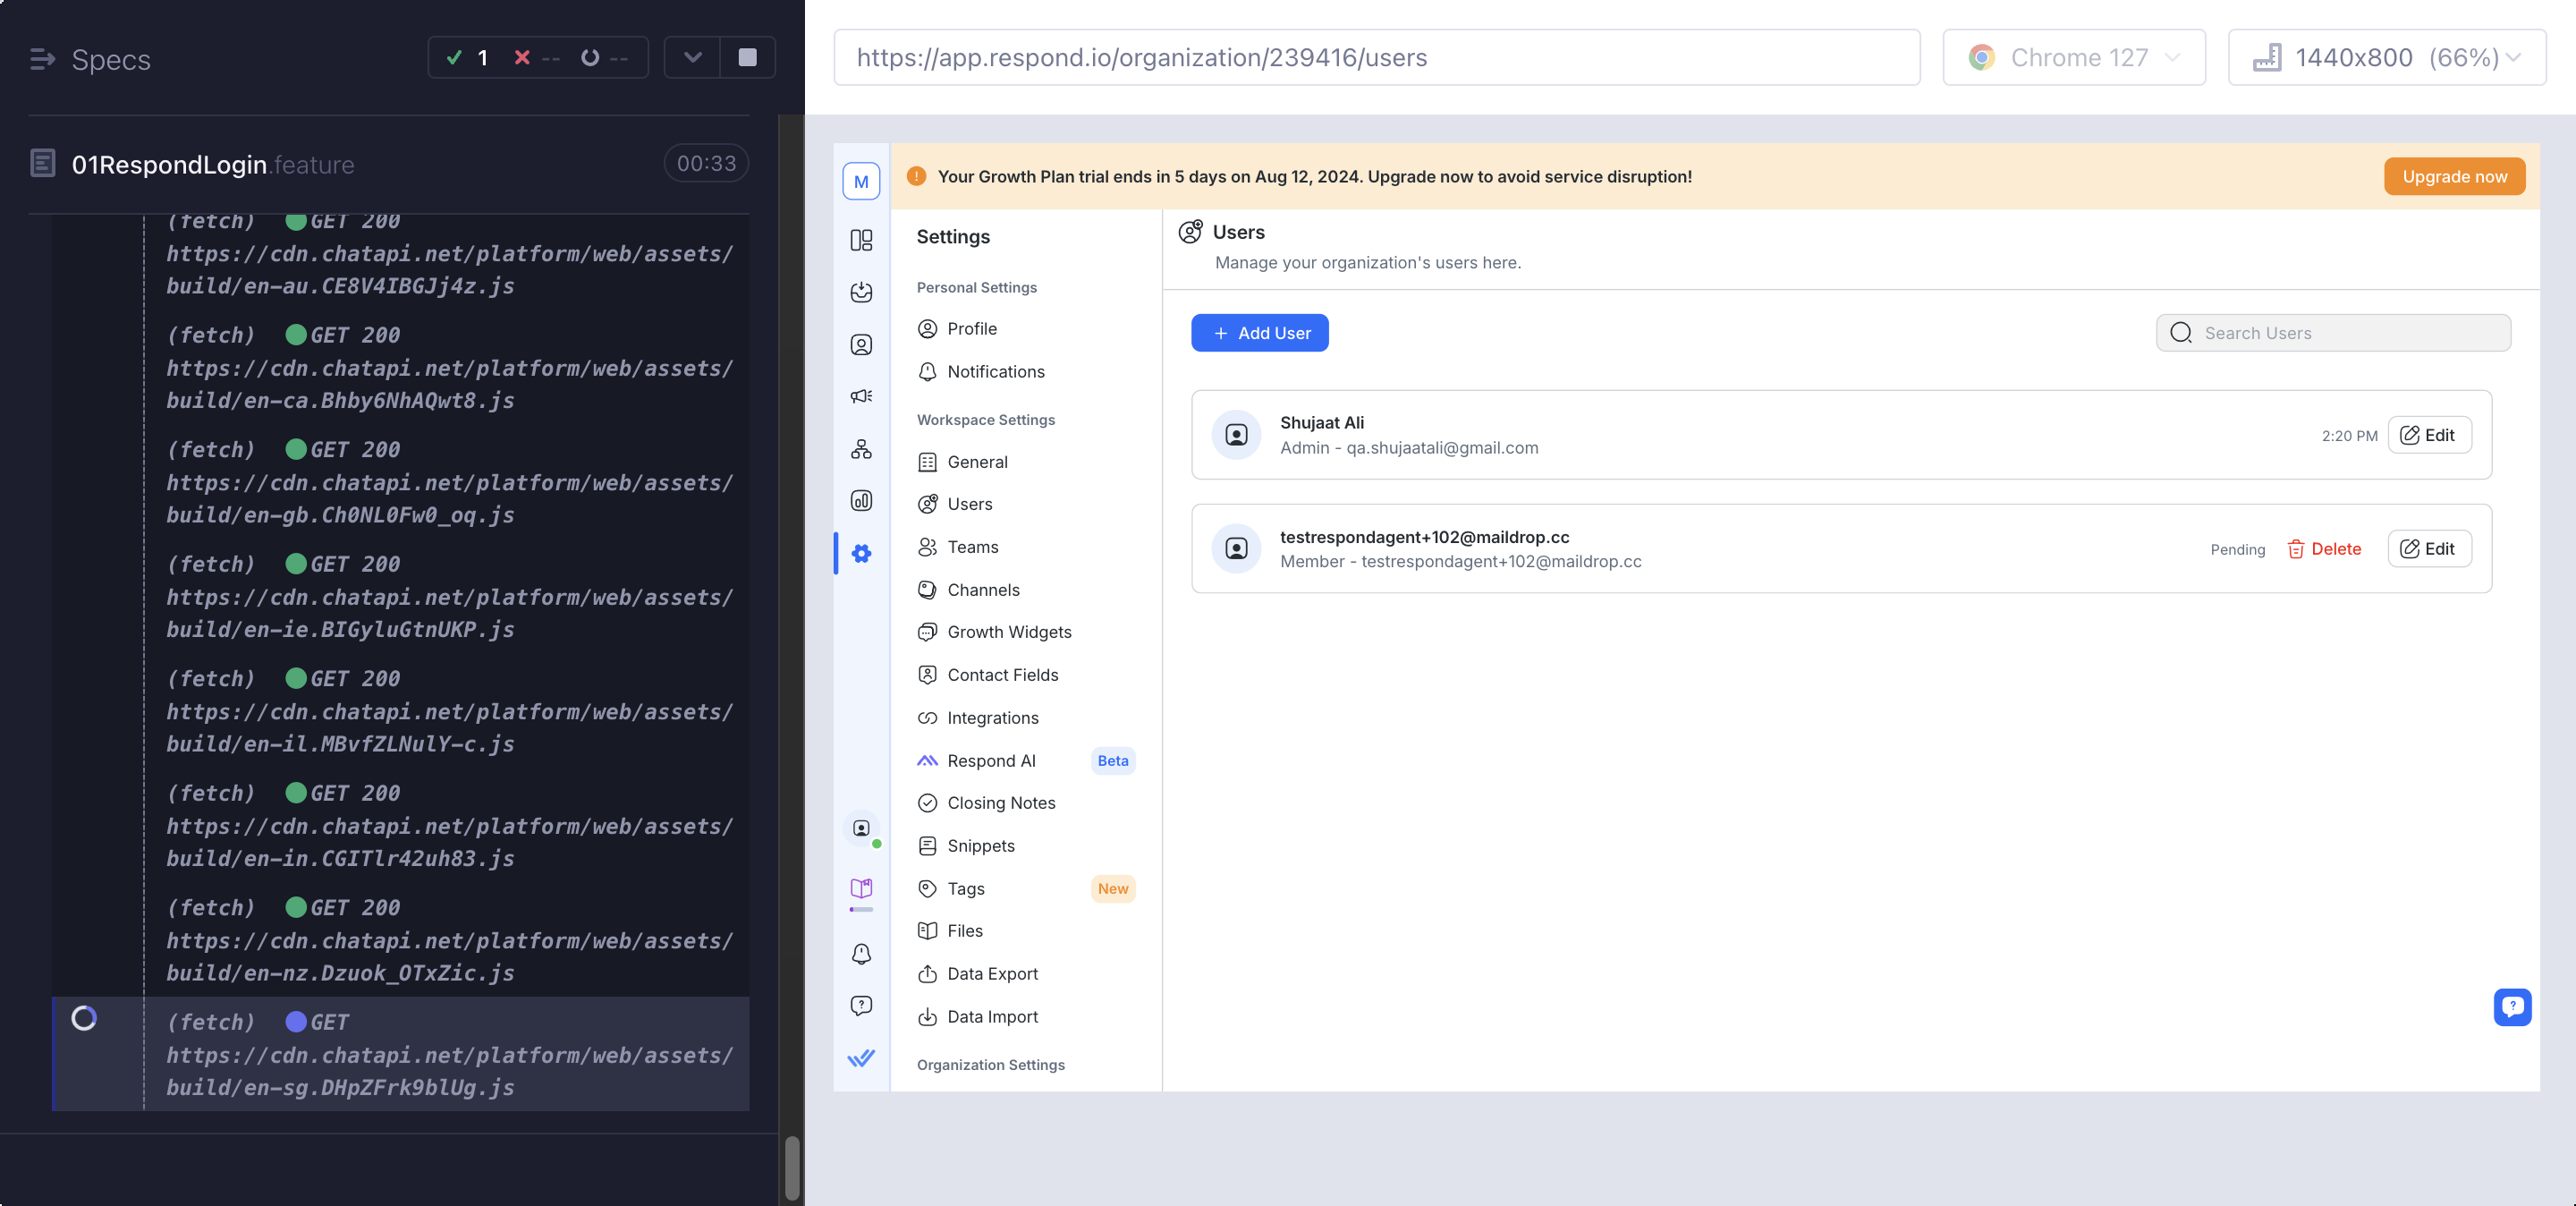 Specs
1
--
--
01RespondLogin.feature
00:33
(fetch) GET 200
https://cdn.chatapi.net/platform/web/assets/
build/en-au.CE8V4IBGJj4z.js
(fetch) GET 200
https://cdn.chatapi.net/platform/web/assets/
build/en-ca.Bhby6NhAQwt8.js
(fetch) GET 200
https://cdn.chatapi.net/platform/web/assets/
build/en-gb.Ch0NL0Fw0_oq.js
(fetch) GET 200
https://cdn.chatapi.net/platform/web/assets/
build/en-ie.BIGyluGtnUKP.js
(fetch) GET 200
https://cdn.chatapi.net/platform/web/assets/
build/en-il.MBvfZLNulY-c.js
(fetch) GET 200
https://cdn.chatapi.net/platform/web/assets/
build/en-in.CGITlr42uh83.js
(fetch) GET 200
https://cdn.chatapi.net/platform/web/assets/
build/en-nz.Dzuok_OTxZic.js
(fetch) GET
https://cdn.chatapi.net/platform/web/assets/
build/en-sg.DHpZFrk9blUg.js
https://app.respond.io/organization/239416/users
Chrome 127
1440x800 (66%)
M
Your Growth Plan trial ends in 5 days on Aug 12, 2024. Upgrade now to avoid service disruption!
Upgrade now
Settings
Personal Settings
Profile
Notifications
Workspace Settings
General
Users
Teams
Channels
Growth Widgets
Contact Fields
Integrations
Respond AI
Beta
Closing Notes
Snippets
Tags
New
Files
Data Export
Data Import
Organization Settings
Users
Manage your organization's users here.
+ Add User
Search Users
Shujaat Ali
Admin - qa.shujaatali@gmail.com
2:20 PM
Edit
testrespondagent+102@maildrop.cc
Member - testrespondagent+102@maildrop.cc
Pending
Delete
Edit